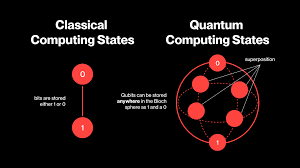 Classical
Computing States
0
bits are stored
either 1 or 0
1
Quantum
Computing States
superposition
0
Qubits can be stored
anywhere in the Bloch
sphere as 1 and a 0
1